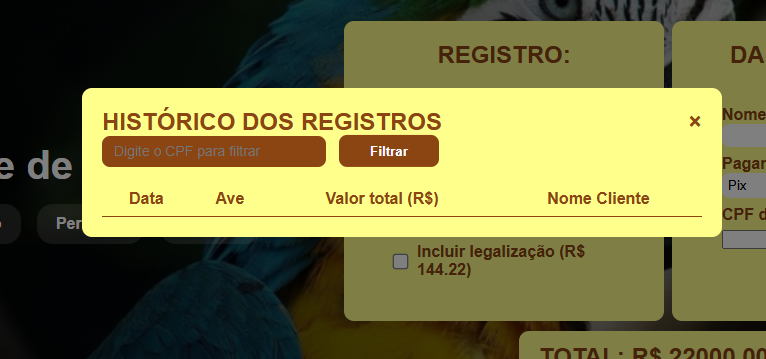 REGISTRO:
DA
HISTÓRICO DOS REGISTROS
×
Digite o CPF para filtrar
Filtrar
Nome
e de
Pagar
Data Ave Valor total (R$) Nome Cliente
Pix
CPF d
o
Per
Incluir legalização (R$
144.22)
TOTAL: R$ 22000.00